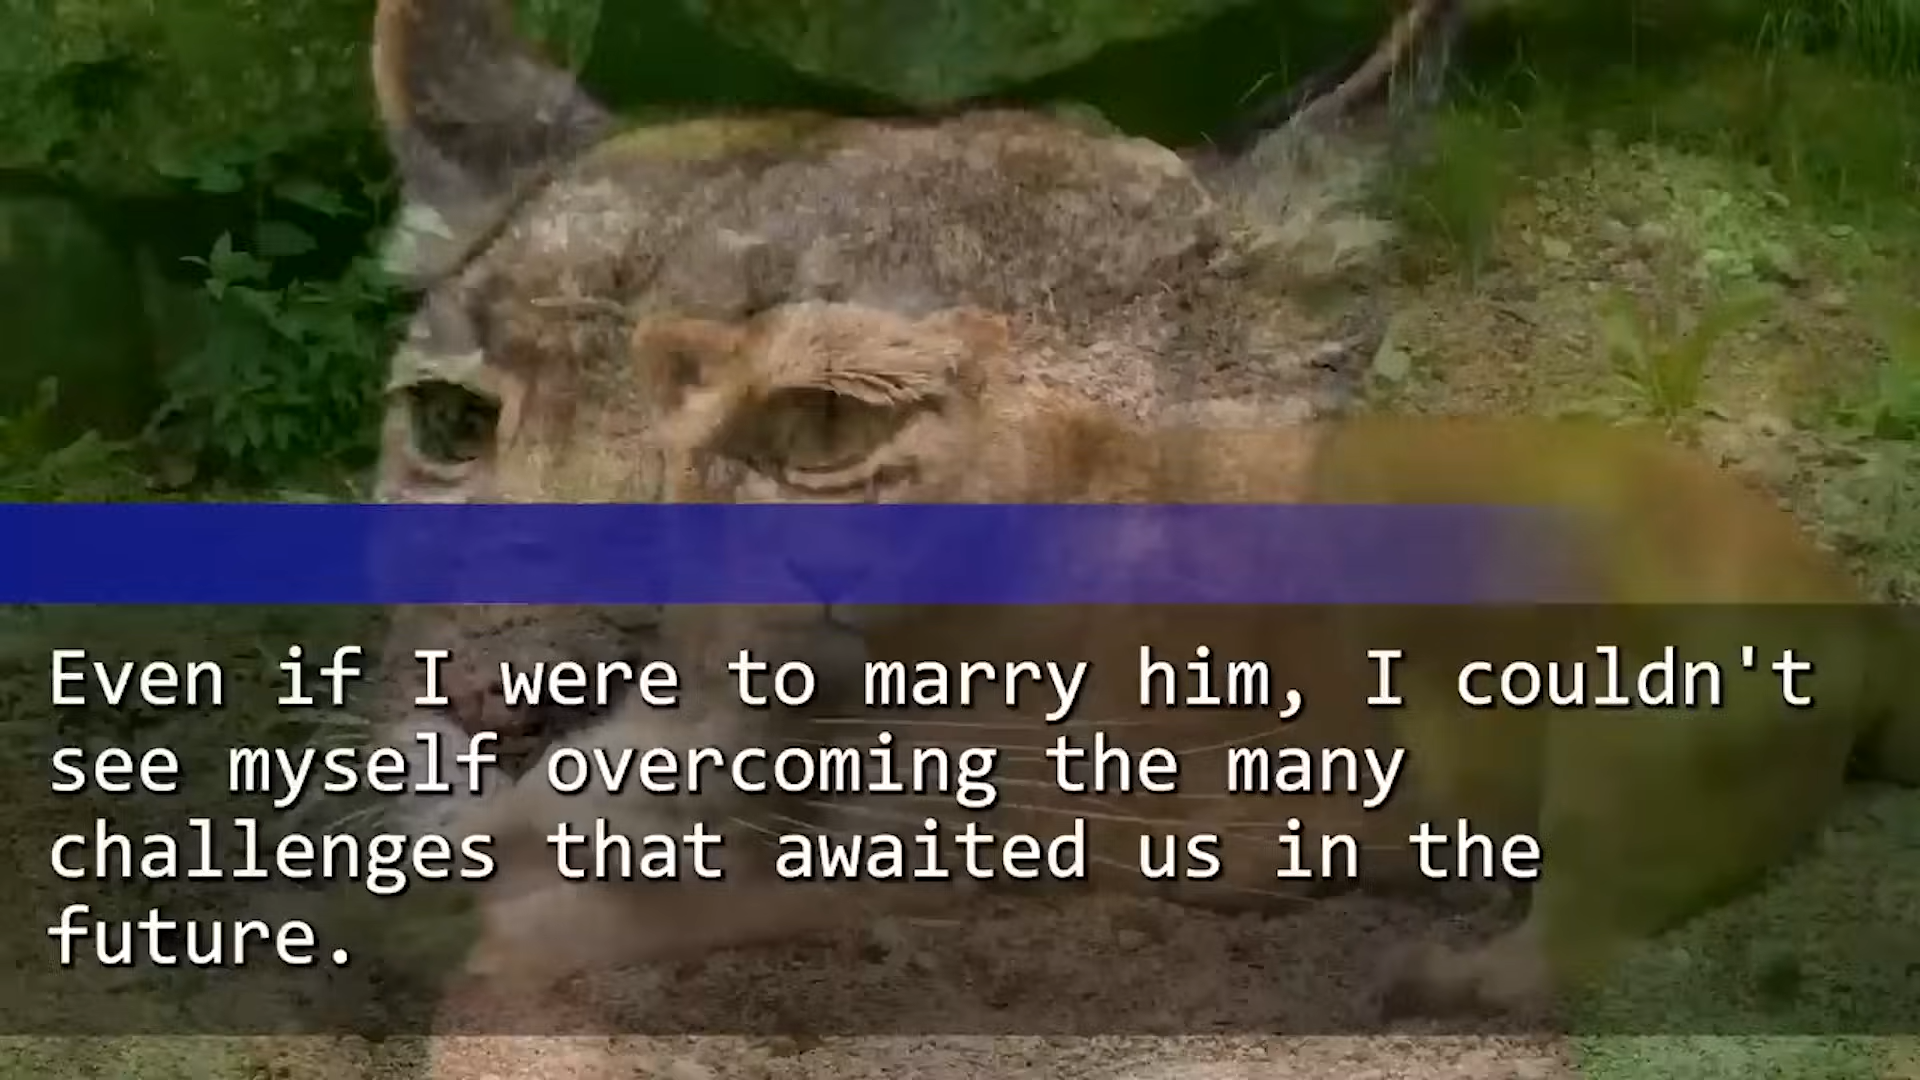 Even if I were to marry him, I couldn't
see myself overcoming the many
challenges that awaited us in the
future.